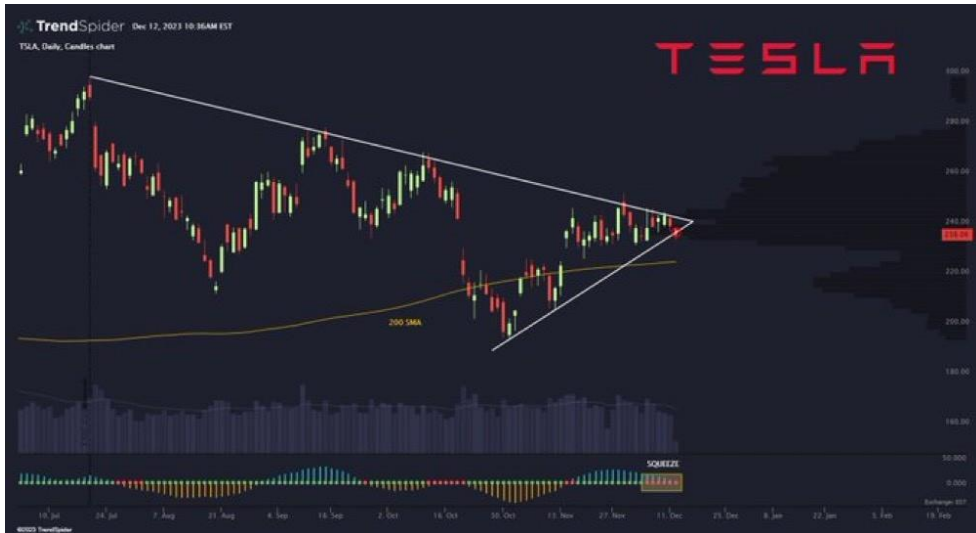 TrendSpider Dec 12, 2023 10:36AM EST
TSLA, Daily, Candles chart
TESLA
300.00
280.00
260.00
240.00
220.00
200.00
180.00
160.00
200 SMA
SQUEEZE
50.000
0.000
Exchange: EST
10. Jul 24. Jul 7. Aug 21. Aug 4. Sep 18. Sep 2. Oct 16. Oct 30. Oct 13. Nov 27. Nov 11. Dec 25. Dec 8. Jan 22. Jan 5. Feb 19. Feb
©2023 TrendSpider